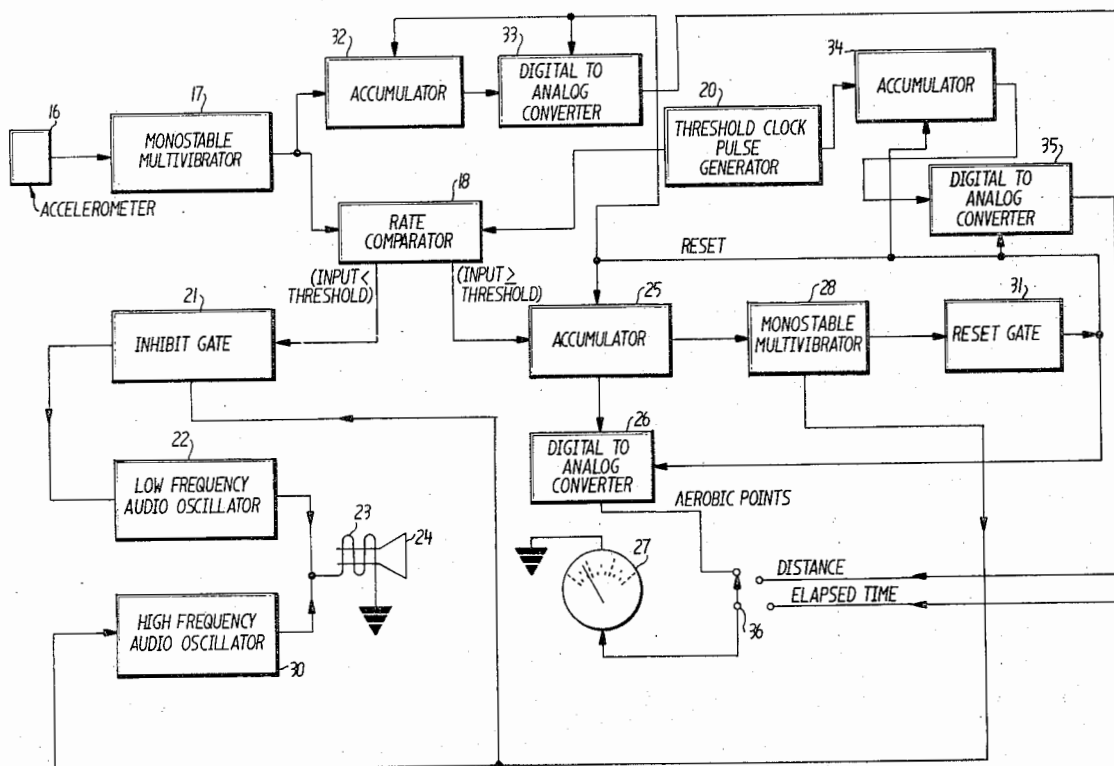 32
ACCUMULATOR
33
DIGITAL TO
ANALOG
CONVERTER
34
ACCUMULATOR
16
ACCELEROMETER
17
MONOSTABLE
MULTIVIBRATOR
20
THRESHOLD CLOCK
PULSE
GENERATOR
35
DIGITAL TO
ANALOG
CONVERTER
18
RATE
COMPARATOR
RESET
(INPUT <
THRESHOLD)
(INPUT ≥
THRESHOLD)
21
INHIBIT GATE
25
ACCUMULATOR
28
MONOSTABLE
MULTIVIBRATOR
31
RESET GATE
26
DIGITAL TO
ANALOG
CONVERTER
AEROBIC POINTS
22
LOW FREQUENCY
AUDIO OSCILLATOR
23
24
27
DISTANCE
ELAPSED TIME
36
HIGH FREQUENCY
AUDIO OSCILLATOR
30